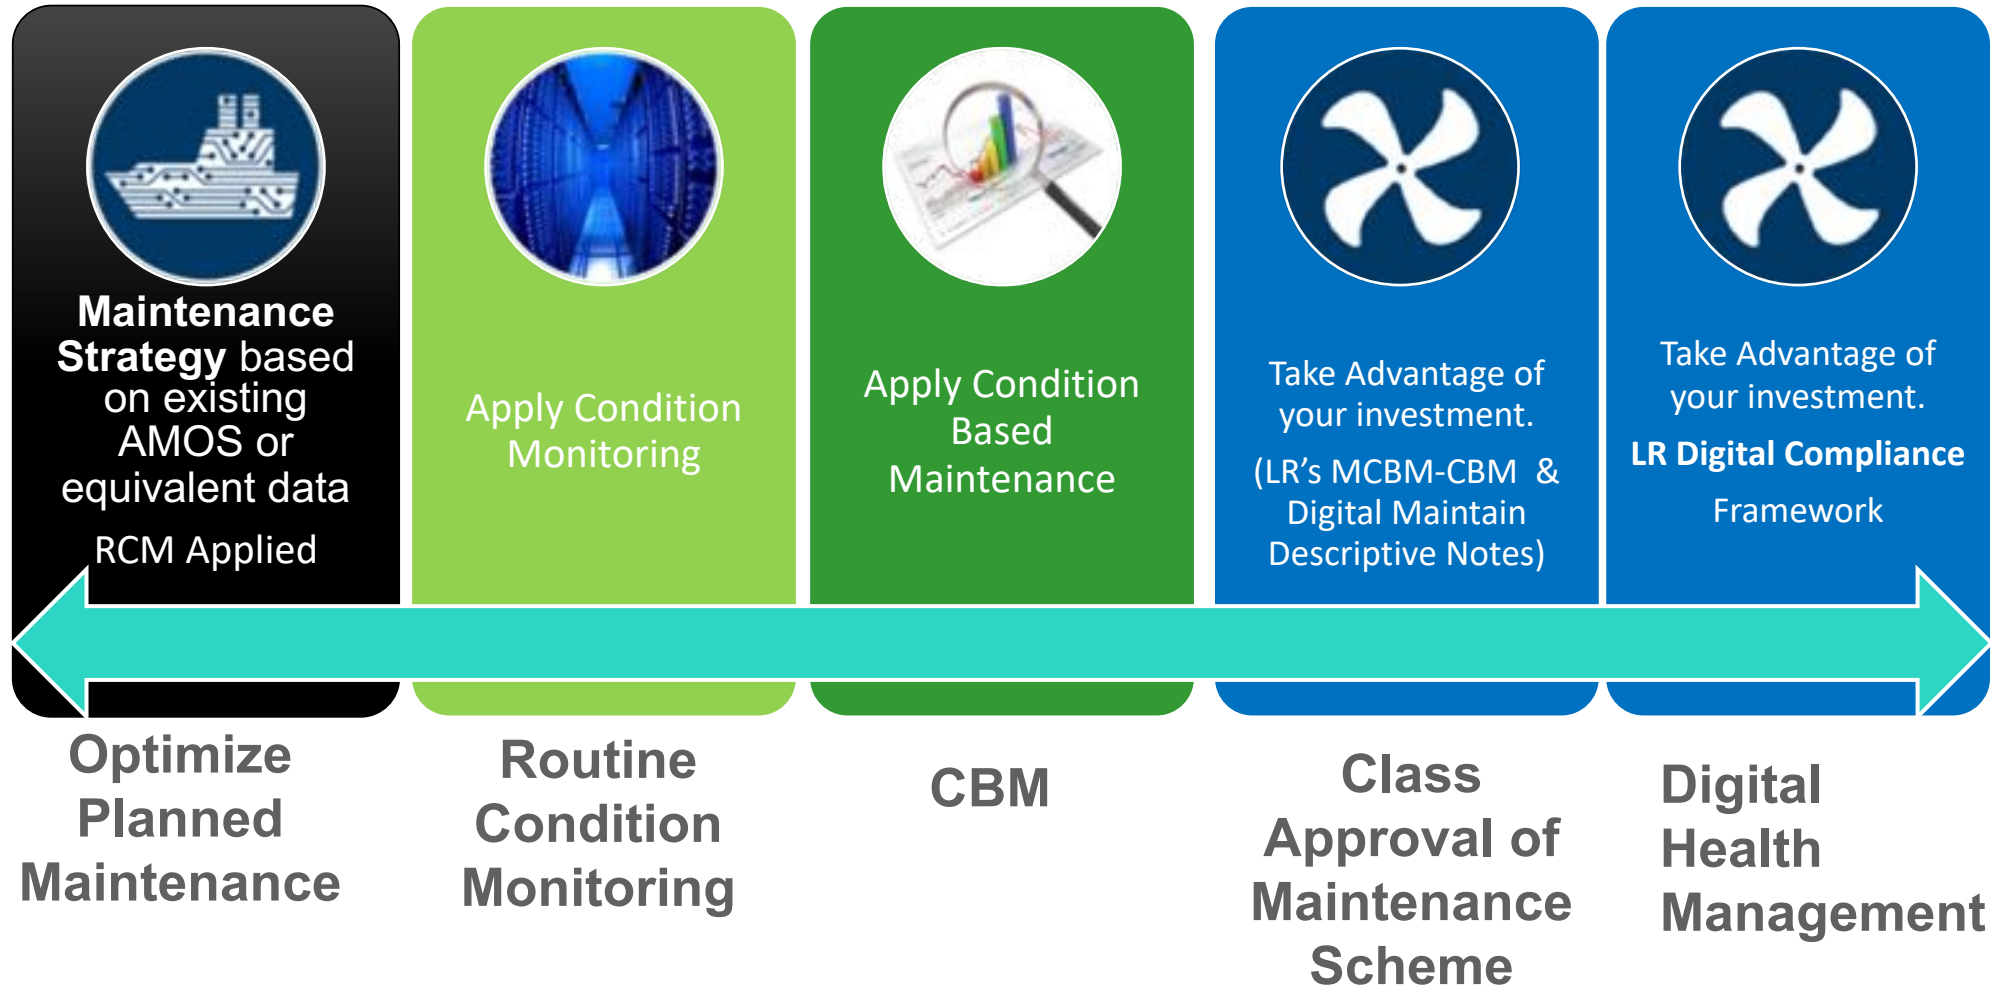 Maintenance
Strategy based
on existing
AMOS or
equivalent data
RCM Applied
Apply Condition
Monitoring
Apply Condition
Based
Maintenance
Take Advantage of
your investment.
(LR’s MCBM-CBM & 
Digital Maintain
Descriptive Notes)
Take Advantage of
your investment.
LR Digital Compliance
Framework
Optimize
Planned
Maintenance
Routine
Condition
Monitoring
CBM
Class
Approval of
Maintenance
Scheme
Digital
Health
Management